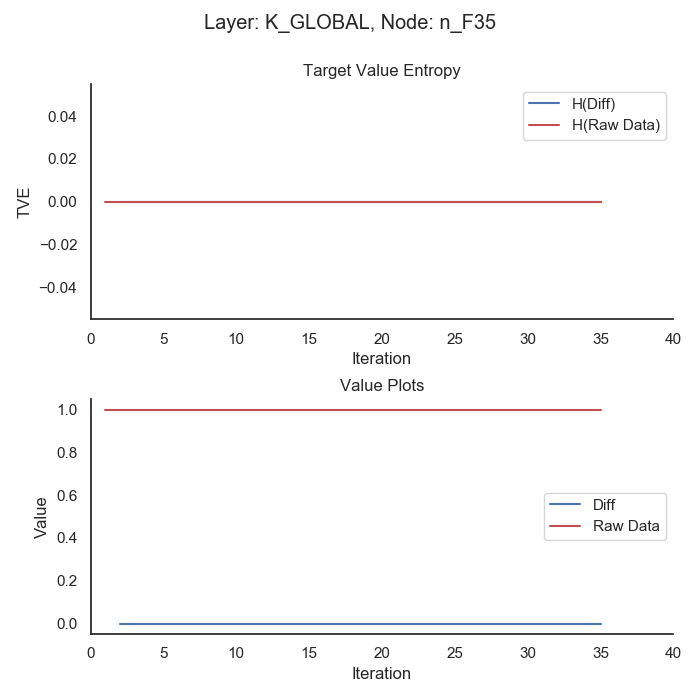 Layer: K_GLOBAL, Node: n_F35
Target Value Entropy
H(Diff)
H(Raw Data)
0.04
0.02
0.00
−0.02
−0.04
TVE
0 5 10 15 20 25 30 35 40
Iteration
Value Plots
1.0
0.8
0.6
0.4
0.2
0.0
Value
Diff
Raw Data
0 5 10 15 20 25 30 35 40
Iteration